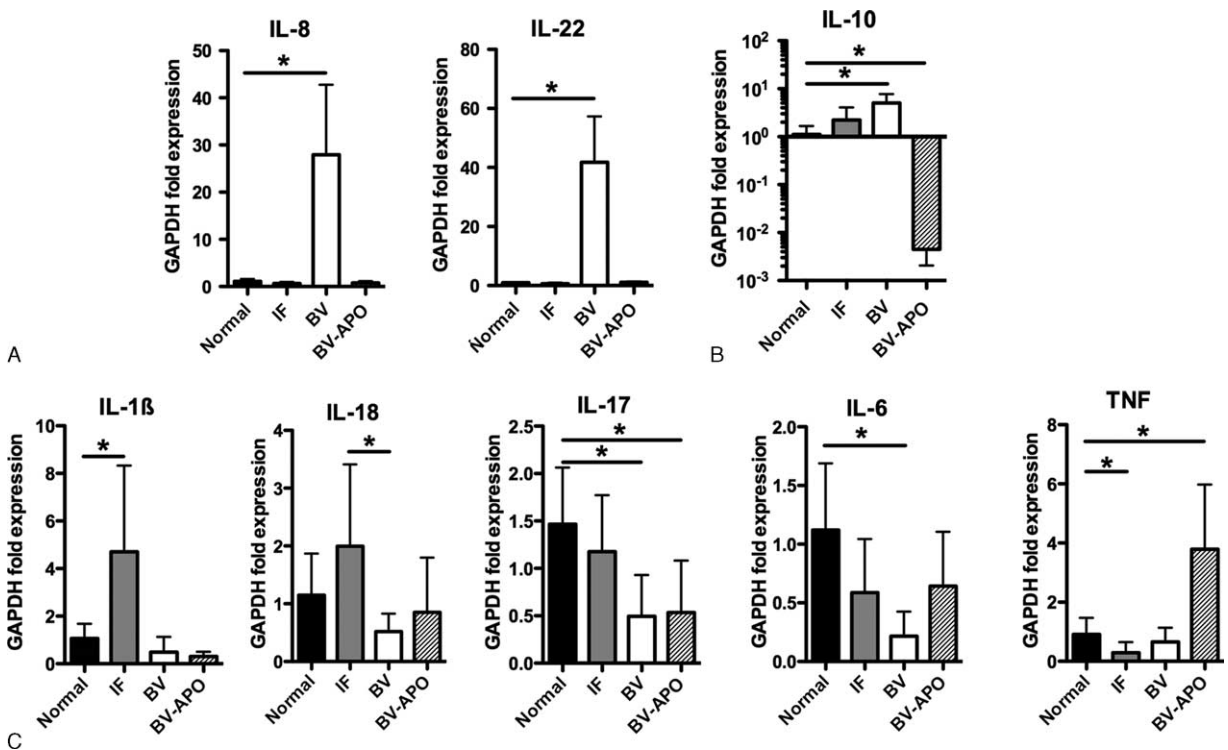 IL-8
GAPDH fold expression
50
40
30
20
10
0
*
Normal
IF
BV
BV-APO
IL-22
GAPDH fold expression
80
60
40
20
0
*
Normal
IF
BV
BV-APO
IL-10
GAPDH fold expression
10²
10¹
10⁰
10⁻¹
10⁻²
10⁻³
*
*
Normal
IF
BV
BV-APO
A
B
IL-1ß
GAPDH fold expression
10
8
6
4
2
0
*
Normal
IF
BV
BV-APO
IL-18
GAPDH fold expression
4
3
2
1
0
*
Normal
IF
BV
BV-APO
IL-17
GAPDH fold expression
2.5
2.0
1.5
1.0
0.5
0.0
*
*
Normal
IF
BV
BV-APO
IL-6
GAPDH fold expression
2.0
1.5
1.0
0.5
0.0
*
Normal
IF
BV
BV-APO
TNF
GAPDH fold expression
8
6
4
2
0
*
*
Normal
IF
BV
BV-APO
C